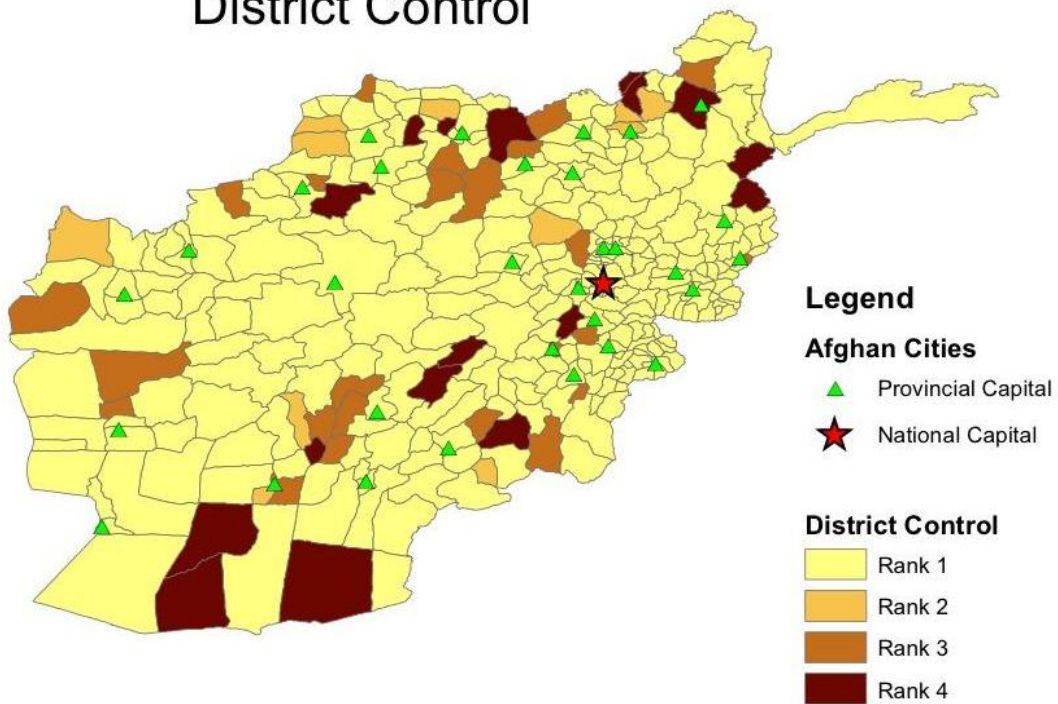 District Control
Legend
Afghan Cities
Provincial Capital
National Capital
District Control
Rank 1
Rank 2
Rank 3
Rank 4